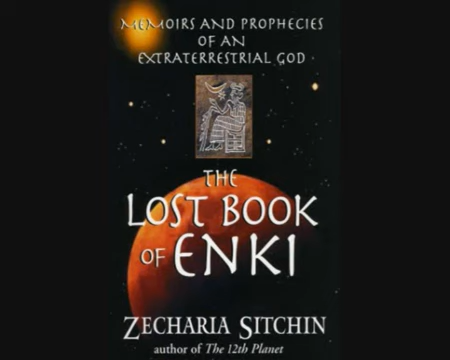 MEMOIRS AND PROPHECIES
OF AN
EXTRATERRESTRIAL GOD
THE
LOST BOOK
OF ENKI
ZECHARIA SITCHIN
author of The 12th Planet